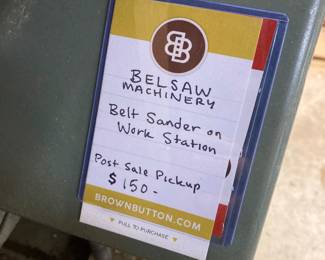 BB
BELSAW
MACHINERY
Belt Sander on
Work Station
Post Sale Pickup
$150-
BROWNBUTTON.COM
PULL TO PURCHASE